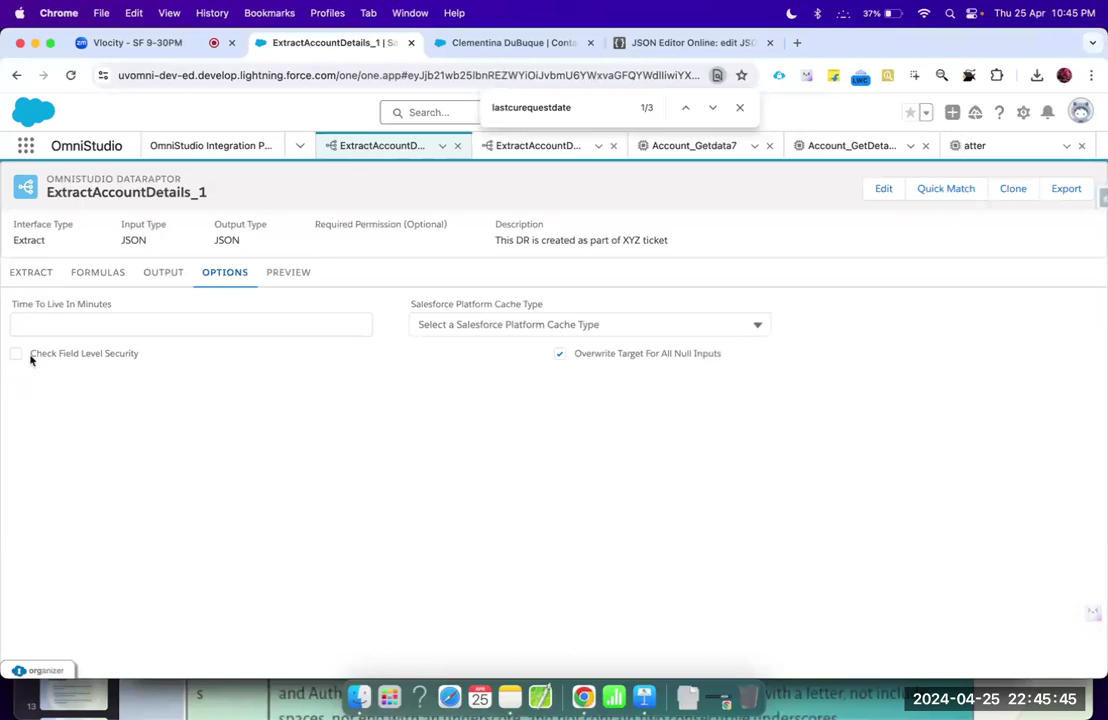 Chrome File Edit View History Bookmarks Profiles Tab Window Help 37% Thu 25 Apr 10:45 PM
Vlocity - SF 9-30PM ExtractAccountDetails_1 | Sa Clementina DuBuque | Conta JSON Editor Online: edit JSO
uvomni-dev-ed.develop.lightning.force.com/one/one.app#eyJjb21wb25lbnREZWYiOiJvbmU6YWxvaGFQYWdlIiwiYX...
Search... lastcurequestdate 1/3
OmniStudio OmniStudio Integration P... ExtractAccountD... ExtractAccountD... Account_Getdata7 Account_GetDeta... atter
OMNISTUDIO DATARAPTOR
ExtractAccountDetails_1
Edit Quick Match Clone Export
Interface Type Input Type Output Type Required Permission (Optional) Description
Extract JSON JSON This DR is created as part of XYZ ticket
EXTRACT FORMULAS OUTPUT OPTIONS PREVIEW
Time To Live In Minutes Salesforce Platform Cache Type
Select a Salesforce Platform Cache Type
Check Field Level Security Overwrite Target For All Null Inputs
organizer
13 s and Auth with a letter, not inclu
2024-04-25 22:45:45